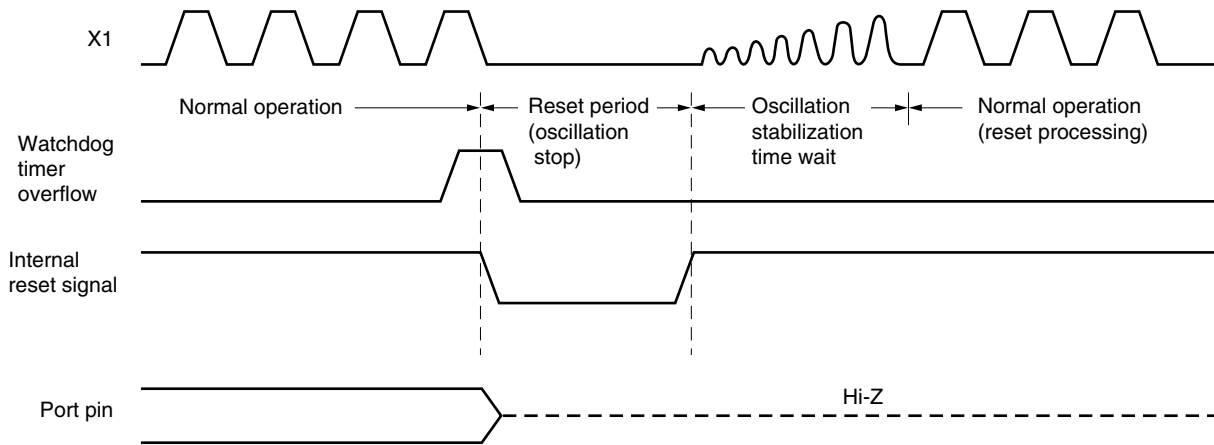 X1
Normal operation
Reset period
(oscillation
stop)
Oscillation
stabilization
time wait
Normal operation
(reset processing)
Watchdog
timer
overflow
Internal
reset signal
Port pin
Hi-Z